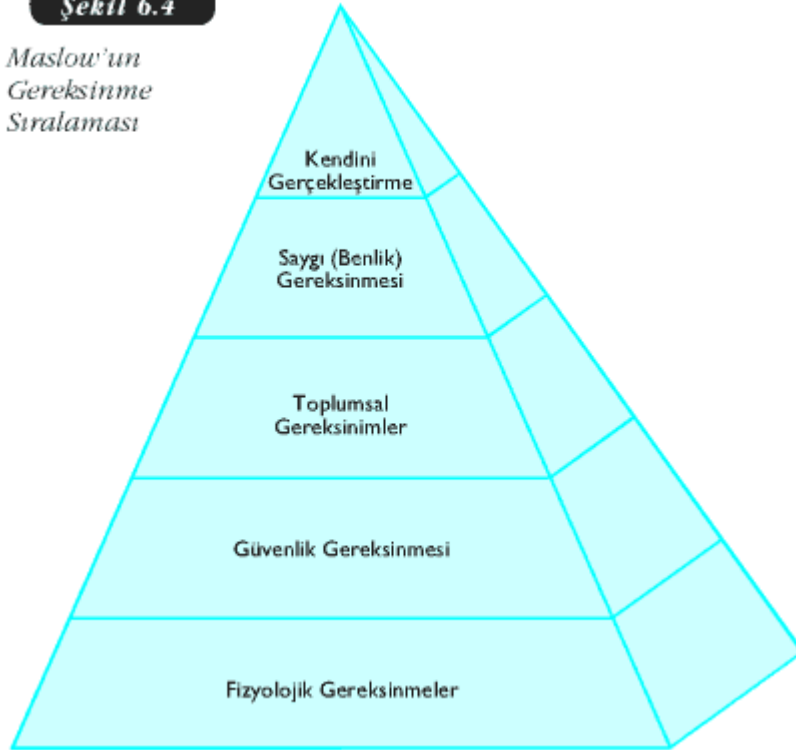 Şekil 6.4
Maslow'un
Gereksinme
Sıralaması
Kendini
Gerçekleştirme
Saygı (Benlik)
Gereksinmesi
Toplumsal
Gereksinimler
Güvenlik Gereksinmesi
Fizyolojik Gereksinmeler